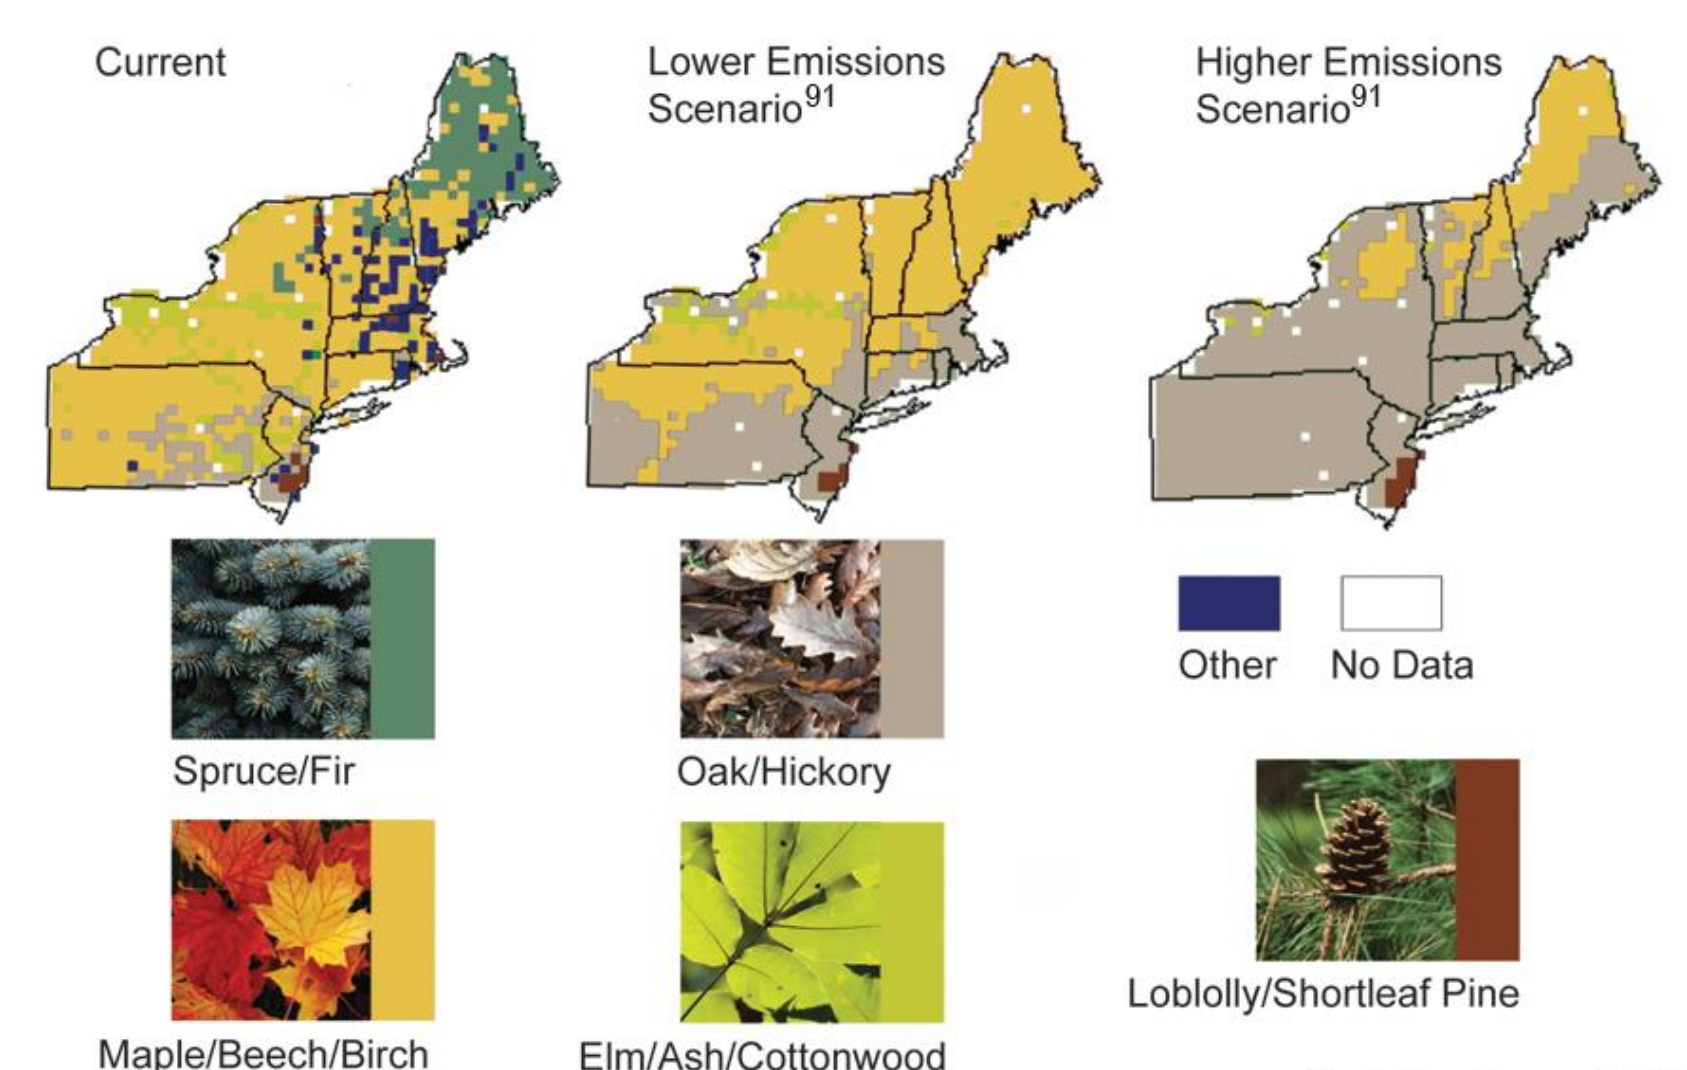 Current
Lower Emissions
Scenario91
Higher Emissions
Scenario91
Other
No Data
Spruce/Fir
Oak/Hickory
Loblolly/Shortleaf Pine
Maple/Beech/Birch
Elm/Ash/Cottonwood